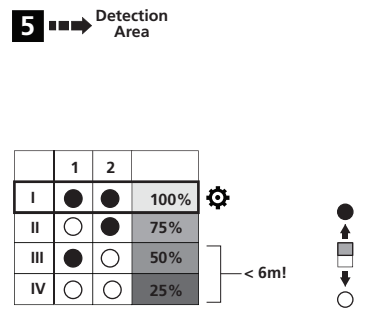 5 Detection
Area
1 2
I 100%
II 75%
III 50%
IV 25%
< 6m!